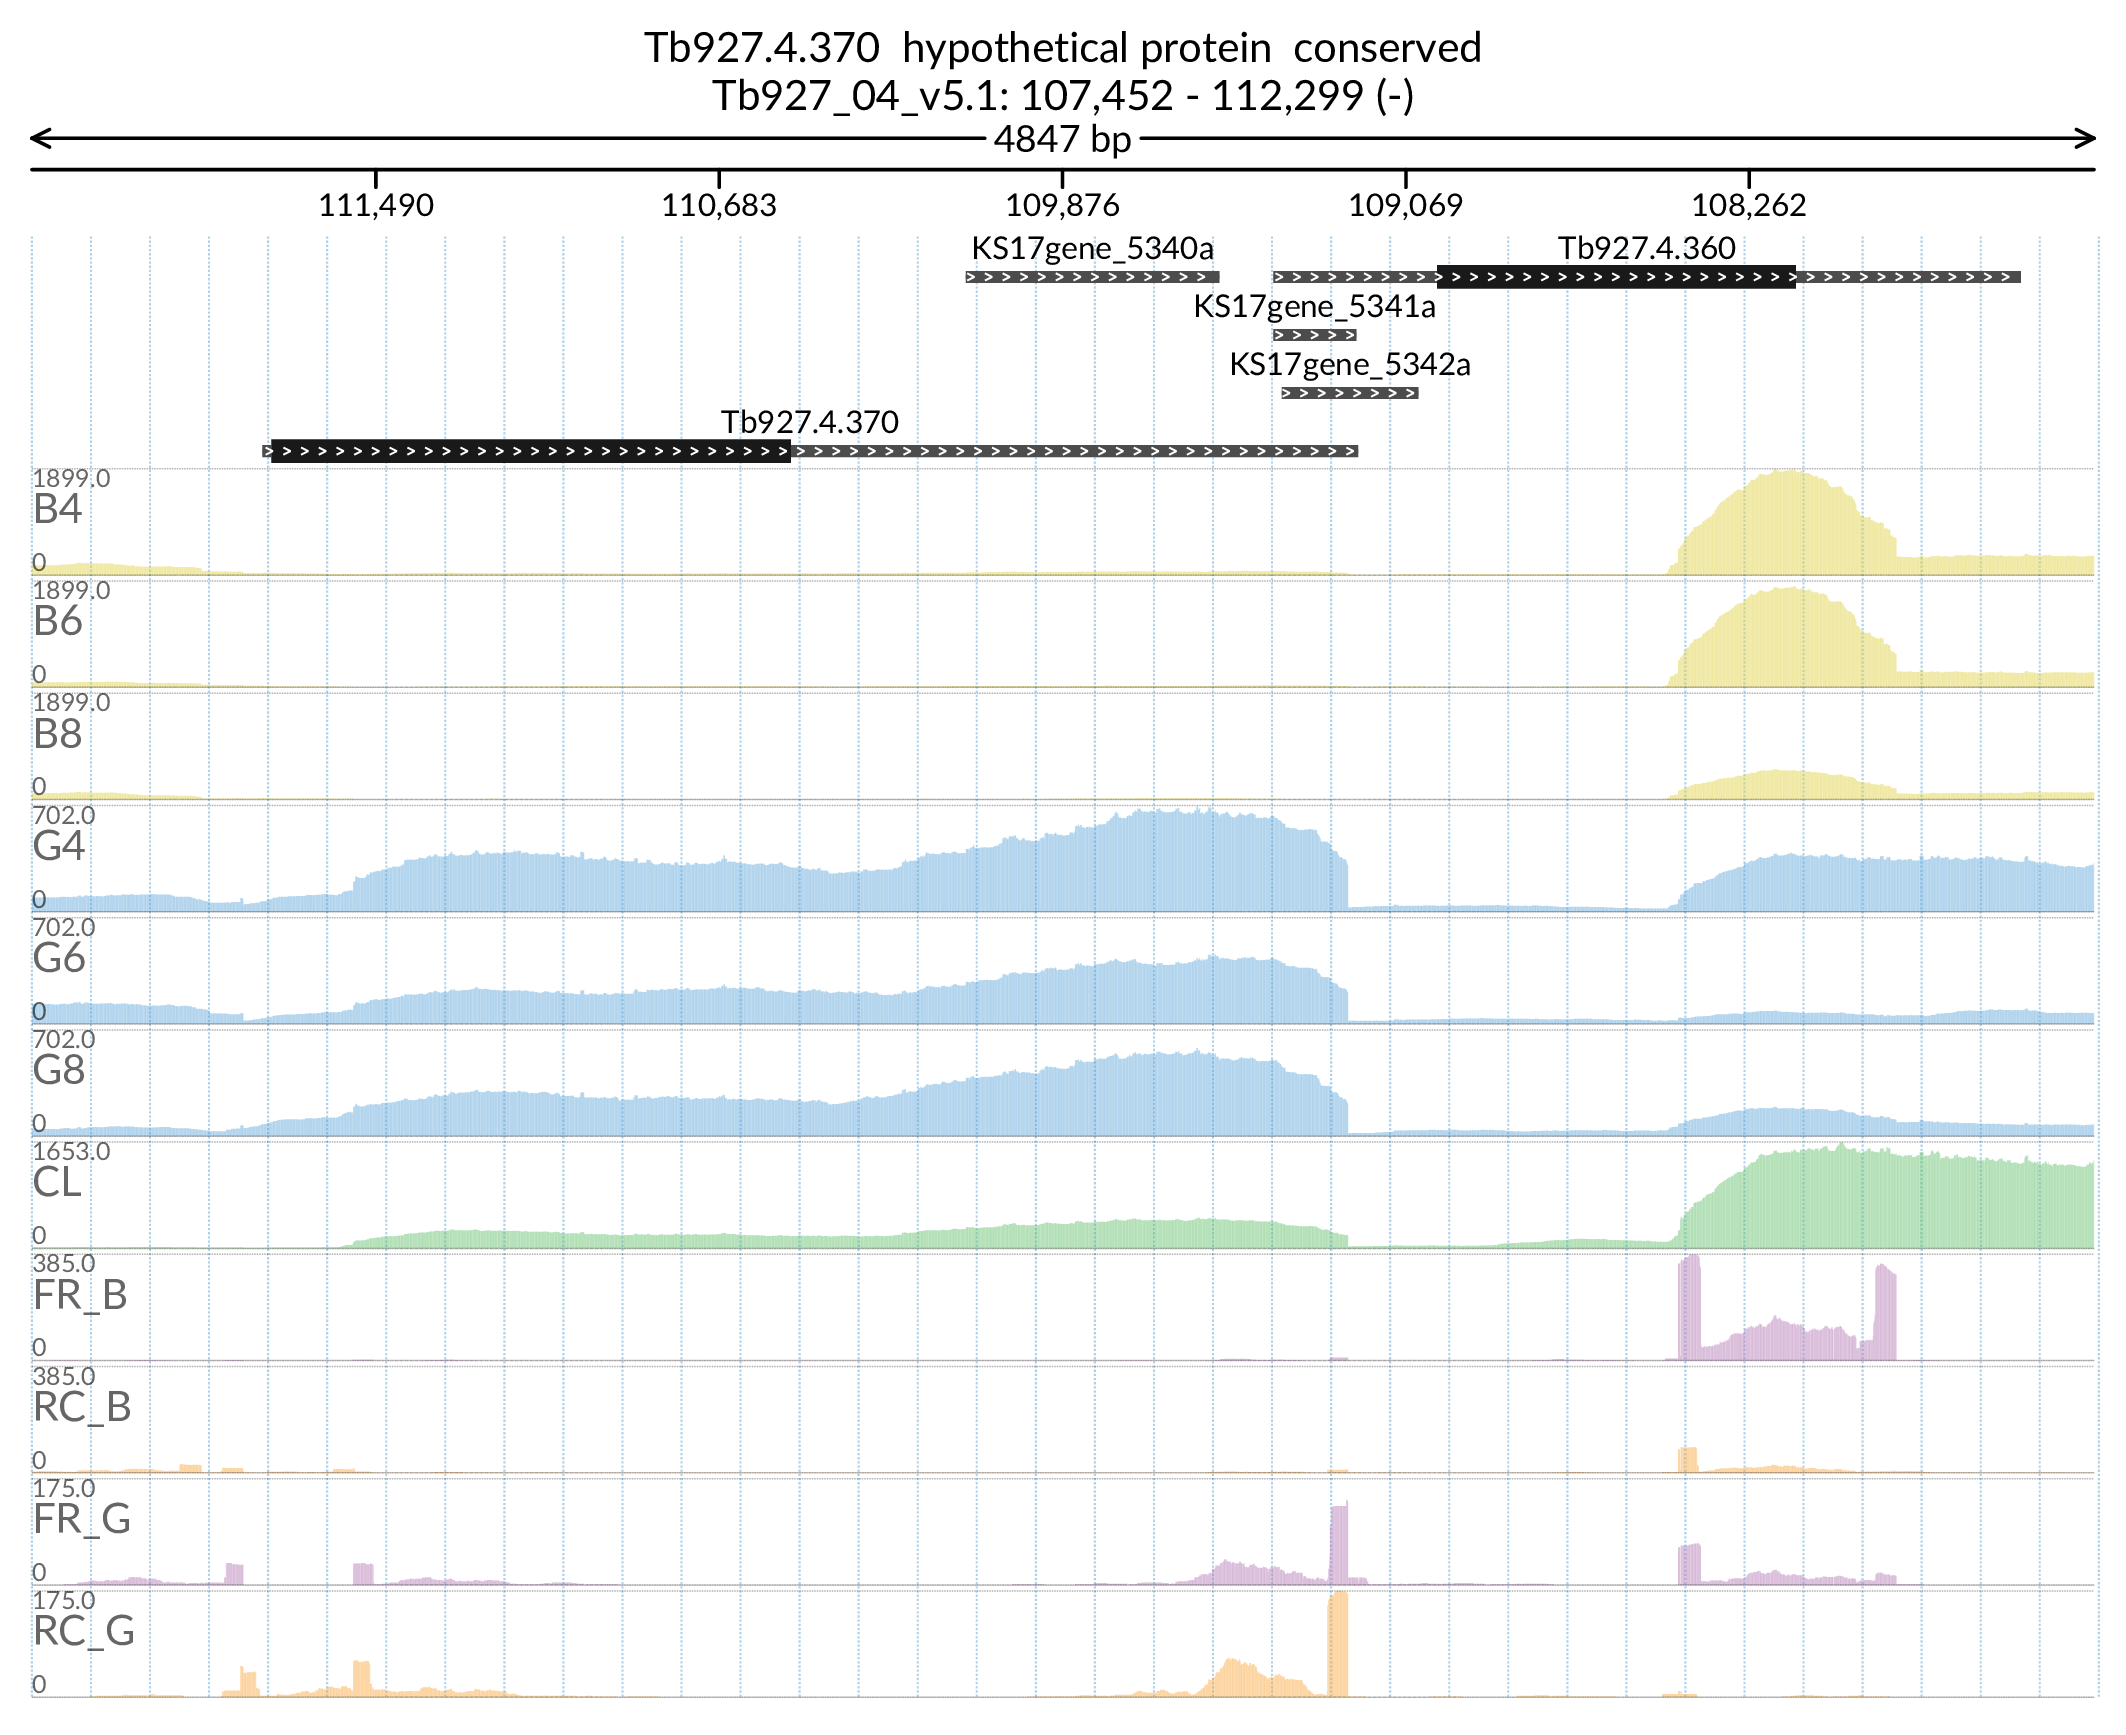 Tb927.4.370  hypothetical protein  conserved
Tb927_04_v5.1: 107,452 - 112,299 (-)
4847 bp
111,490 110,683 109,876 109,069 108,262
KS17gene_5340a Tb927.4.360
KS17gene_5341a
KS17gene_5342a
Tb927.4.370
1899.0
B4
0
1899.0
B6
0
1899.0
B8
0
702.0
G4
0
702.0
G6
0
702.0
G8
0
1653.0
CL
0
385.0
FR_B
0
385.0
RC_B
0
175.0
FR_G
0
175.0
RC_G
0